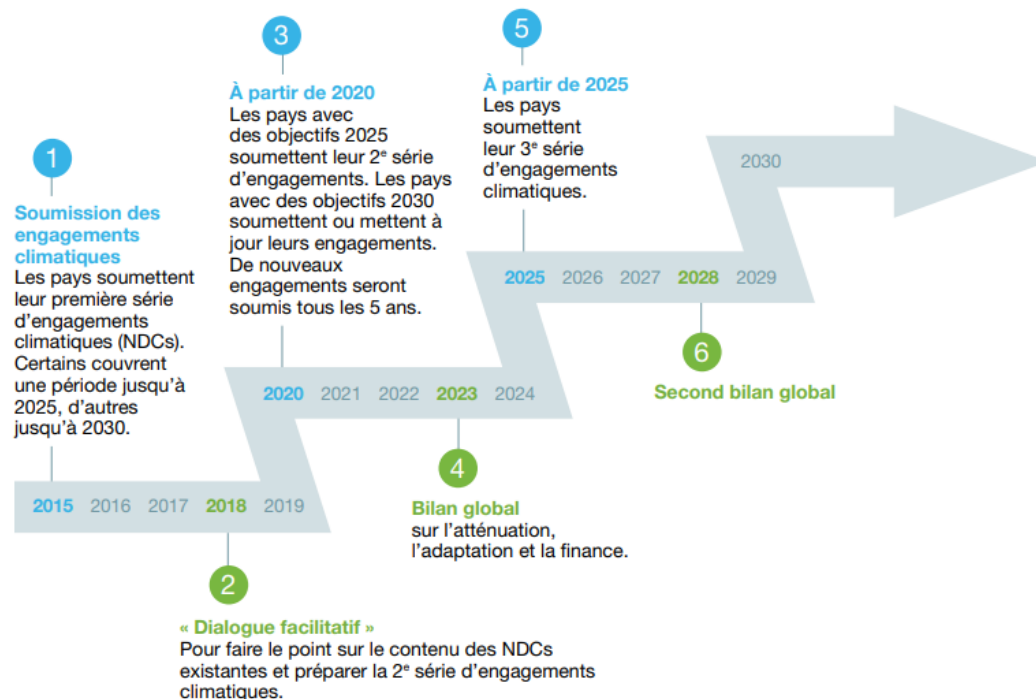 1
Soumission des
engagements
climatiques
Les pays soumettent
leur première série
d'engagements
climatiques (NDCs).
Certains couvrent
une période jusqu'à
2025, d'autres
jusqu'à 2030.
2015 2016 2017 2018 2019
2
« Dialogue facilitatif »
Pour faire le point sur le contenu des NDCs
existantes et préparer la 2e série d'engagements
climatiques.
3
À partir de 2020
Les pays avec
des objectifs 2025
soumettent leur 2e série
d'engagements. Les pays
avec des objectifs 2030
soumettent ou mettent à
jour leurs engagements.
De nouveaux
engagements seront
soumis tous les 5 ans.
2020 2021 2022 2023 2024
4
Bilan global
sur l'atténuation,
l'adaptation et la finance.
5
À partir de 2025
Les pays
soumettent
leur 3e série
d'engagements
climatiques.
2025 2026 2027 2028 2029
6
Second bilan global
2030